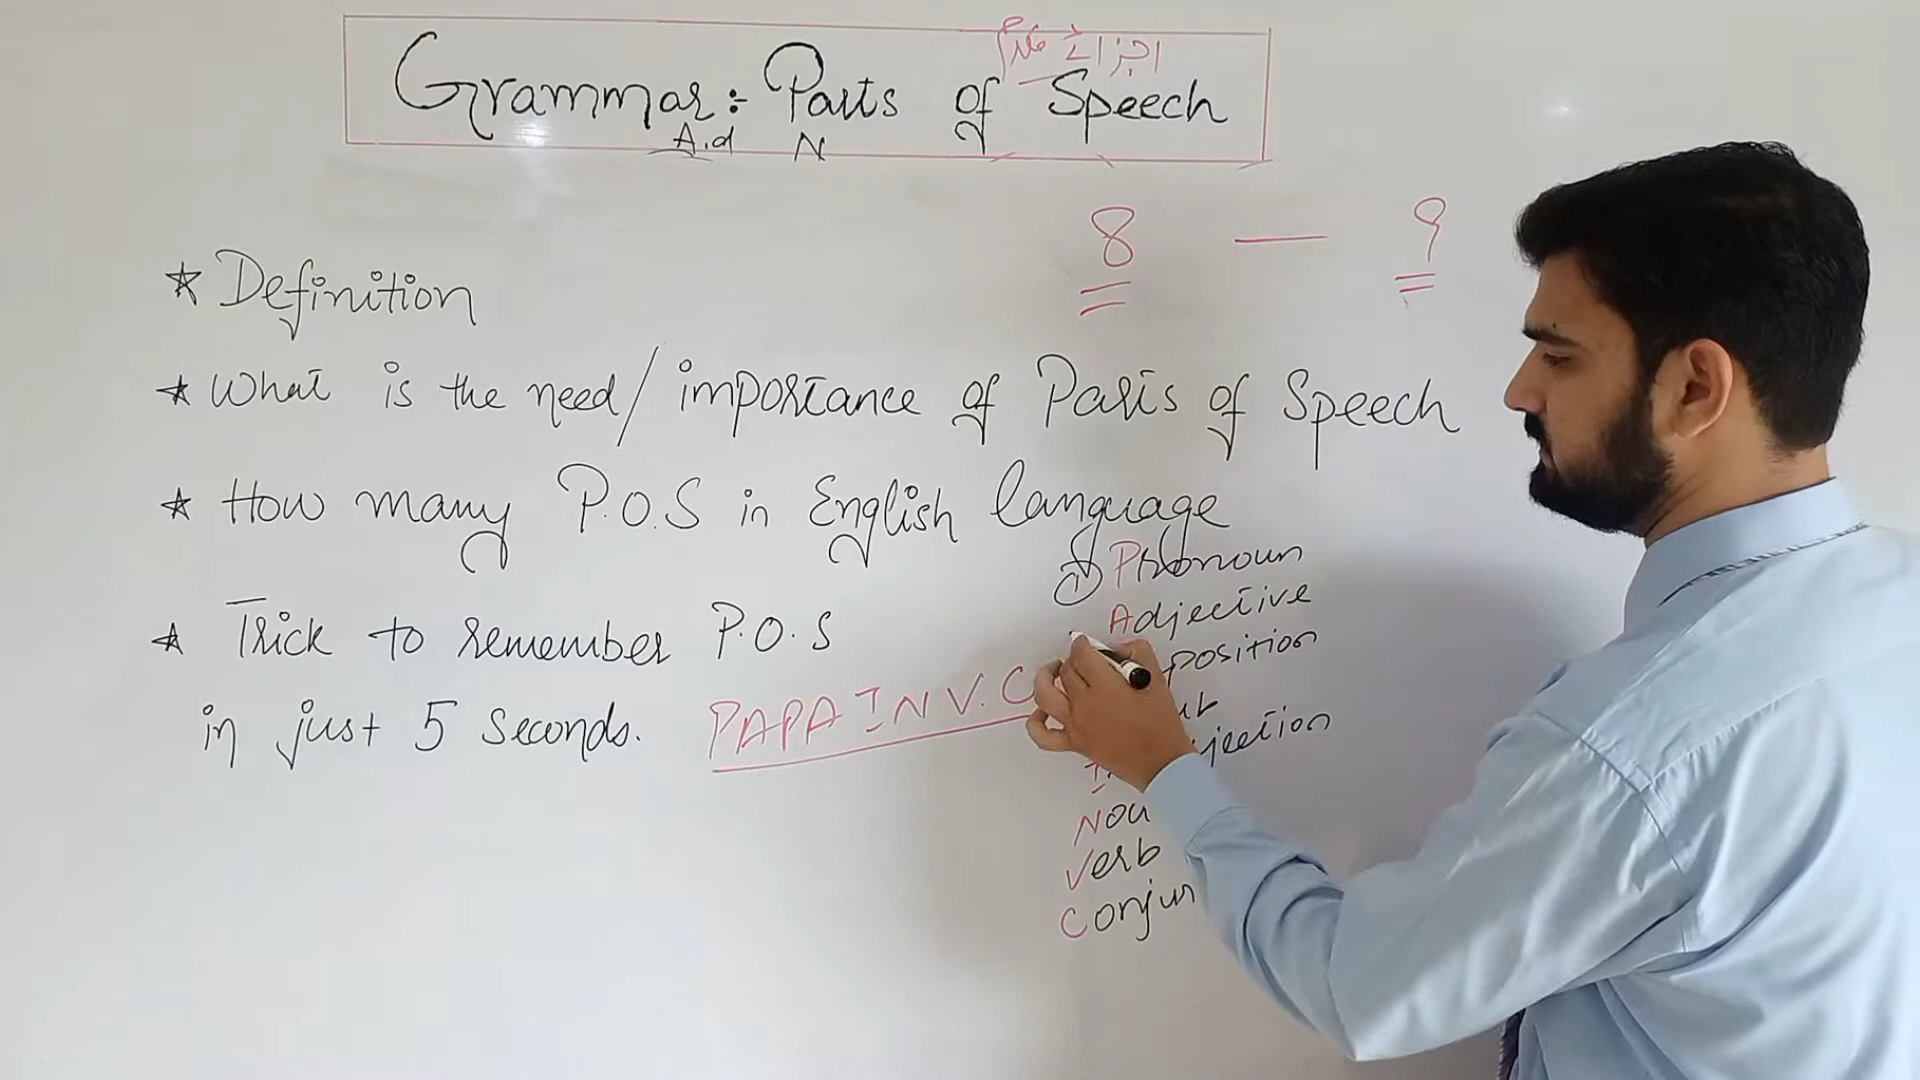 اجزائے کلام
Grammar:- Parts of Speech
A.d N
8 — 9
* Definition
* What is the need/importance of Parts of Speech
* How many P.O.S in English language
* Trick to remember P.O.S
in just 5 seconds. PAPA INV.C
① Pronoun
Adjective
position
jection
Nou
Verb
Conjun